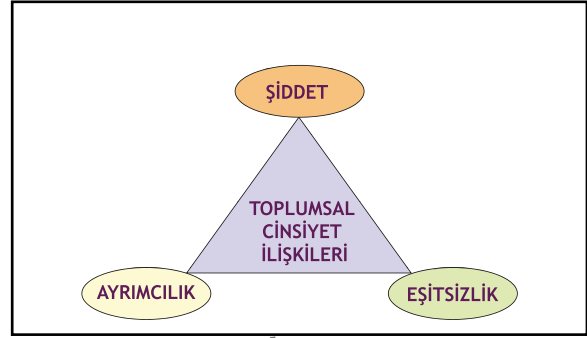 ŞİDDET
TOPLUMSAL
CİNSİYET
İLİŞKİLERİ
AYRIMCILIK
EŞİTSİZLİK